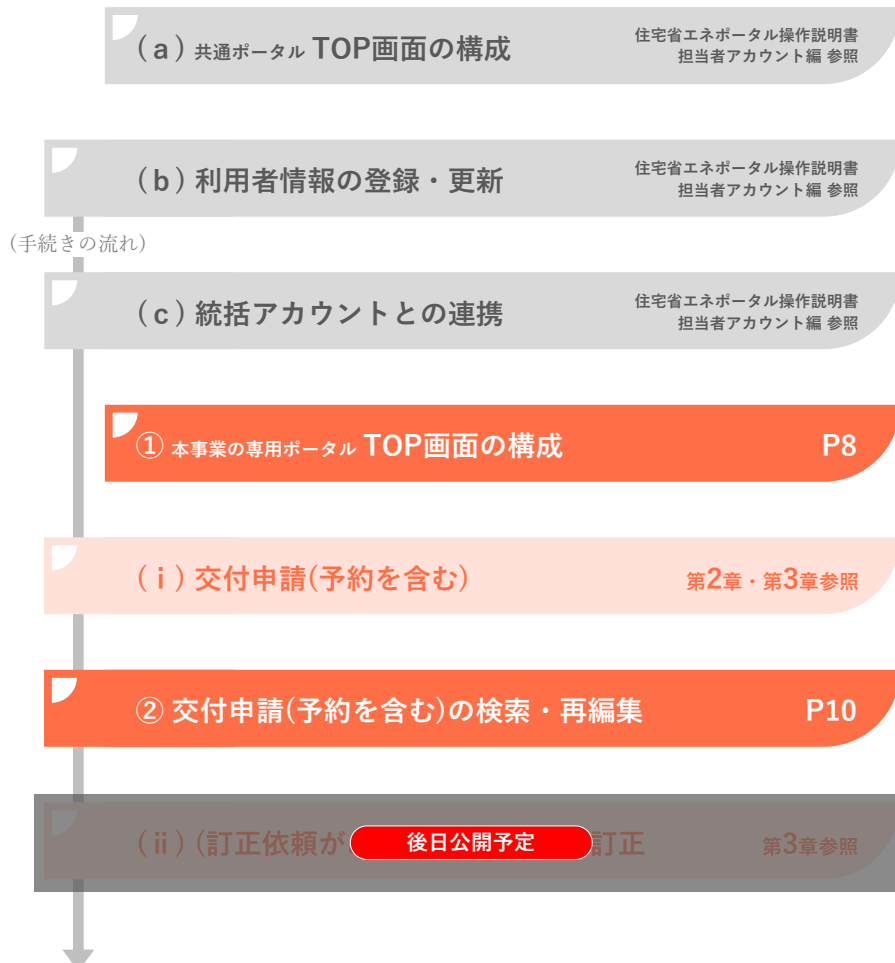 (a) 共通ポータル TOP画面の構成
住宅省エネポータル操作説明書
担当者アカウント編 参照
(b) 利用者情報の登録・更新
住宅省エネポータル操作説明書
担当者アカウント編 参照
(手続きの流れ)
(c) 統括アカウントとの連携
住宅省エネポータル操作説明書
担当者アカウント編 参照
① 本事業の専用ポータル TOP画面の構成 P8
(i) 交付申請(予約を含む) 第2章・第3章参照
② 交付申請(予約を含む)の検索・再編集 P10
(ii) (訂正依頼が 後日公開予定 訂正 第3章参照